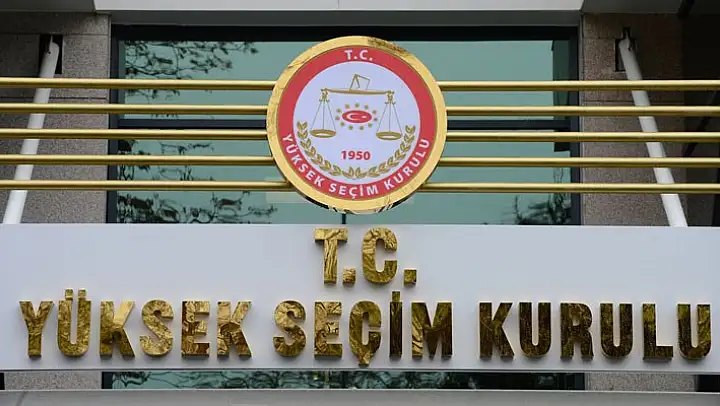 T.C.
1950
YÜKSEK SEÇİM KURULU
T.C.
YÜKSEK SEÇİM KURULU